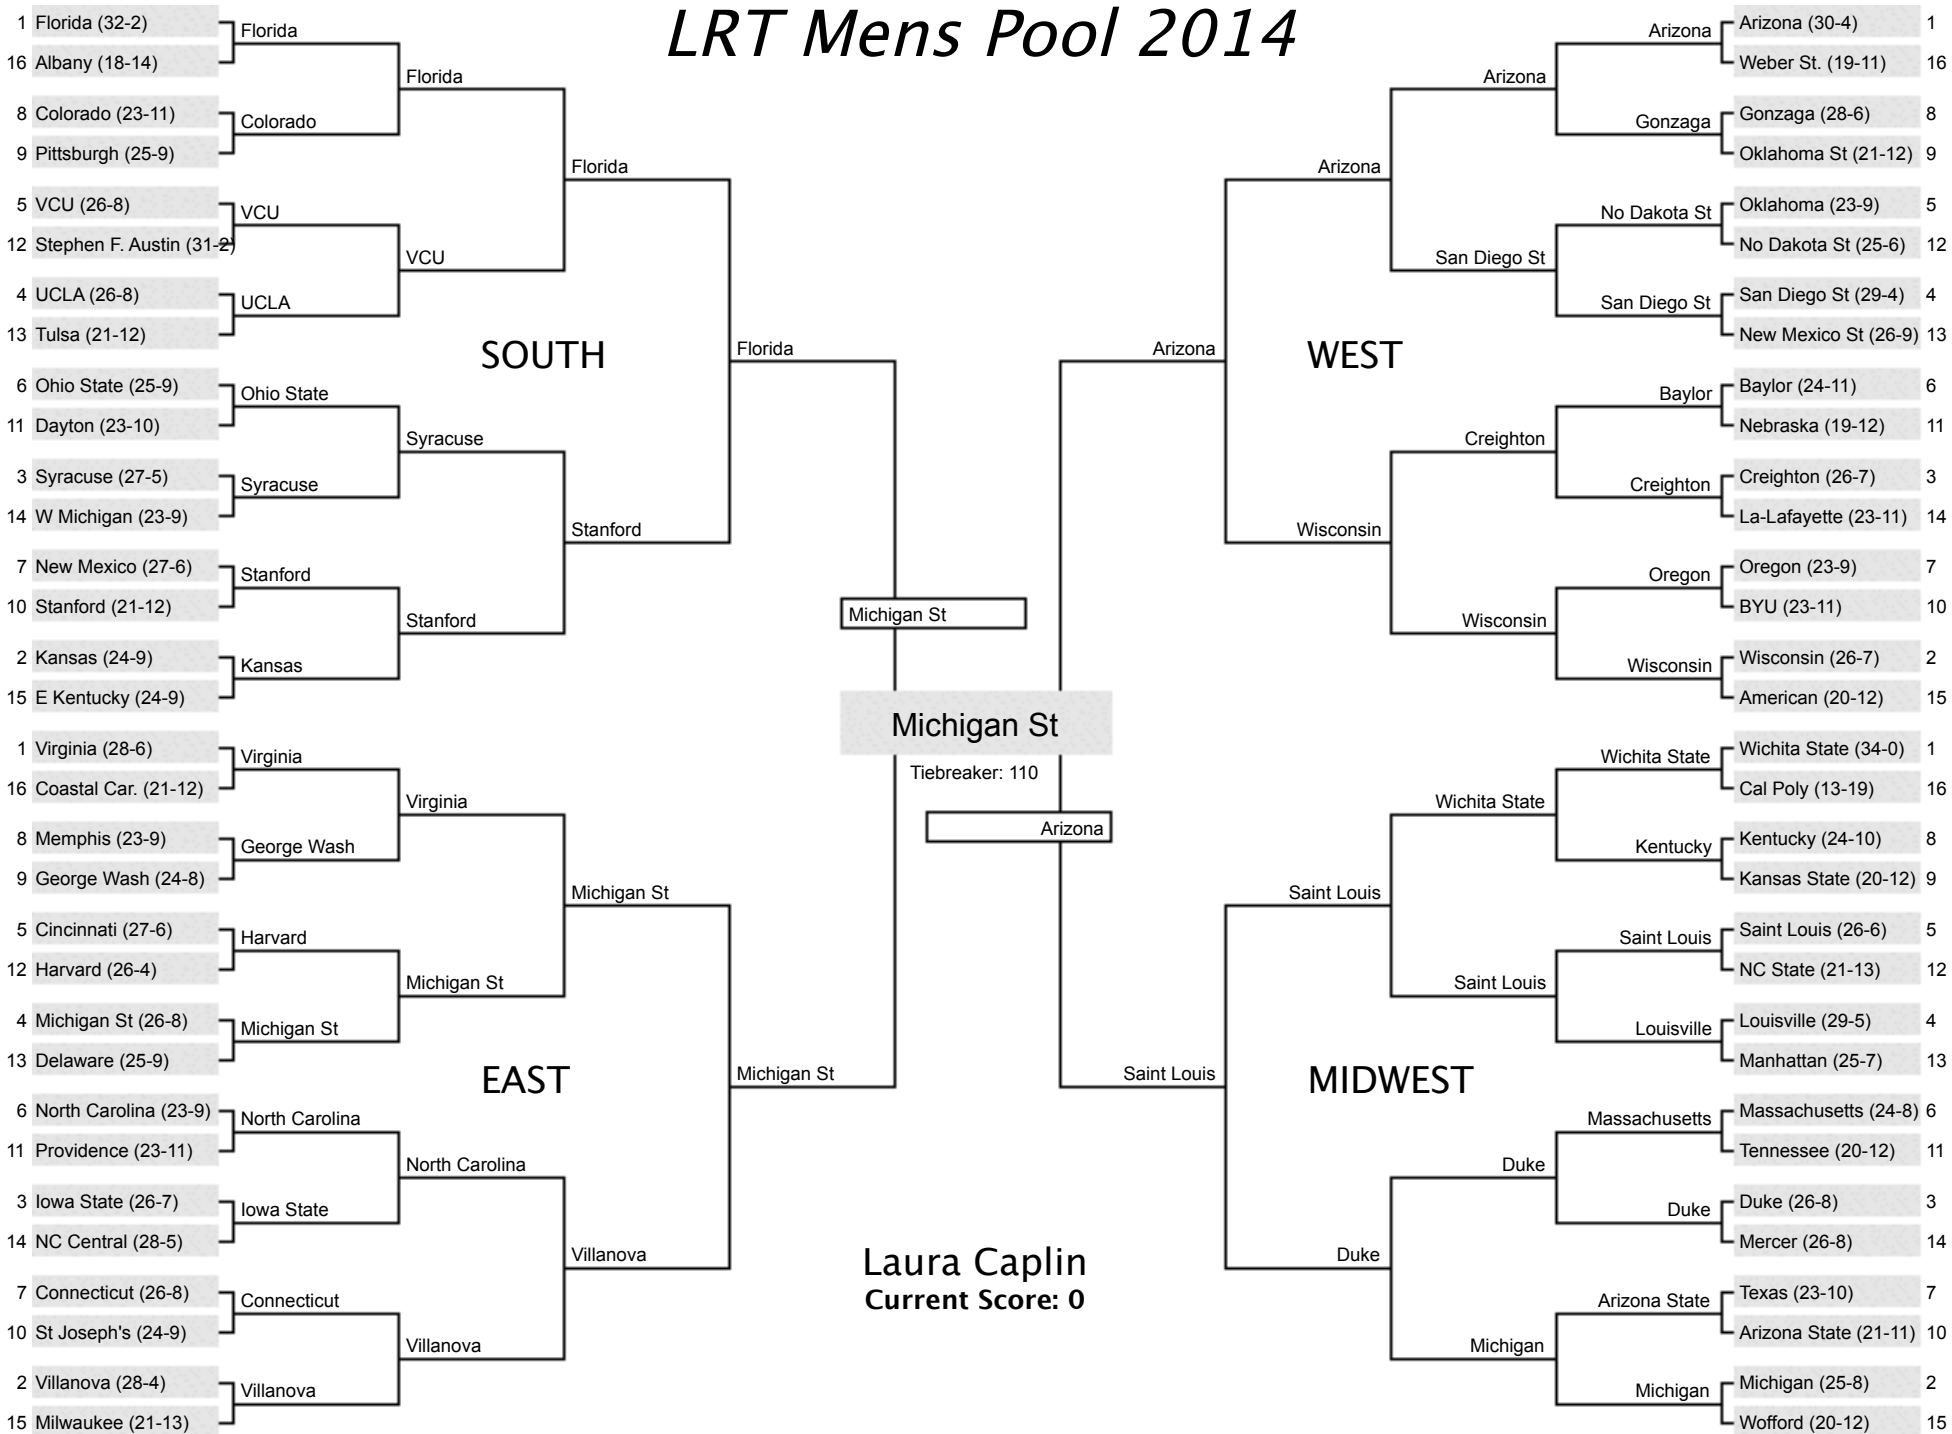 LRT Mens Pool 2014
1 Florida (32-2)
16 Albany (18-14)
8 Colorado (23-11)
9 Pittsburgh (25-9)
5 VCU (26-8)
12 Stephen F. Austin (31-2)
4 UCLA (26-8)
13 Tulsa (21-12)
6 Ohio State (25-9)
11 Dayton (23-10)
3 Syracuse (27-5)
14 W Michigan (23-9)
7 New Mexico (27-6)
10 Stanford (21-12)
2 Kansas (24-9)
15 E Kentucky (24-9)
Florida
Colorado
VCU
UCLA
Ohio State
Syracuse
Stanford
Kansas
Florida
VCU
Syracuse
Stanford
Florida
Stanford
SOUTH
Florida
1 Virginia (28-6)
16 Coastal Car. (21-12)
8 Memphis (23-9)
9 George Wash (24-8)
5 Cincinnati (27-6)
12 Harvard (26-4)
4 Michigan St (26-8)
13 Delaware (25-9)
6 North Carolina (23-9)
11 Providence (23-11)
3 Iowa State (26-7)
14 NC Central (28-5)
7 Connecticut (26-8)
10 St Joseph's (24-9)
2 Villanova (28-4)
15 Milwaukee (21-13)
Virginia
George Wash
Harvard
Michigan St
North Carolina
Iowa State
Connecticut
Villanova
Virginia
Michigan St
North Carolina
Villanova
Michigan St
Villanova
EAST
Michigan St
Michigan St
Michigan St
Tiebreaker: 110
Arizona
Laura Caplin
Current Score: 0
Arizona
WEST
Arizona
Wisconsin
Arizona
San Diego St
Creighton
Wisconsin
Arizona
Gonzaga
No Dakota St
San Diego St
Baylor
Creighton
Oregon
Wisconsin
Arizona (30-4) 1
Weber St. (19-11) 16
Gonzaga (28-6) 8
Oklahoma St (21-12) 9
Oklahoma (23-9) 5
No Dakota St (25-6) 12
San Diego St (29-4) 4
New Mexico St (26-9) 13
Baylor (24-11) 6
Nebraska (19-12) 11
Creighton (26-7) 3
La-Lafayette (23-11) 14
Oregon (23-9) 7
BYU (23-11) 10
Wisconsin (26-7) 2
American (20-12) 15
Saint Louis
MIDWEST
Saint Louis
Duke
Wichita State
Saint Louis
Duke
Michigan
Wichita State
Kentucky
Saint Louis
Louisville
Massachusetts
Duke
Arizona State
Michigan
Wichita State (34-0) 1
Cal Poly (13-19) 16
Kentucky (24-10) 8
Kansas State (20-12) 9
Saint Louis (26-6) 5
NC State (21-13) 12
Louisville (29-5) 4
Manhattan (25-7) 13
Massachusetts (24-8) 6
Tennessee (20-12) 11
Duke (26-8) 3
Mercer (26-8) 14
Texas (23-10) 7
Arizona State (21-11) 10
Michigan (25-8) 2
Wofford (20-12) 15